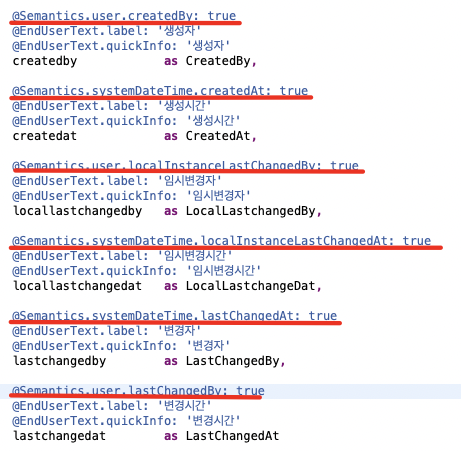 @Semantics.user.createdBy: true
@EndUserText.label: '생성자'
@EndUserText.quickInfo: '생성자'
createdby as CreatedBy,
@Semantics.systemDateTime.createdAt: true
@EndUserText.label: '생성시간'
@EndUserText.quickInfo: '생성시간'
createdat as CreatedAt,
@Semantics.user.localInstanceLastChangedBy: true
@EndUserText.label: '임시변경자'
@EndUserText.quickInfo: '임시변경자'
locallastchangedby as LocalLastchangedBy,
@Semantics.systemDateTime.localInstanceLastChangedAt: true
@EndUserText.label: '임시변경시간'
@EndUserText.quickInfo: '임시변경시간'
locallastchangedat as LocalLastchangeDat,
@Semantics.systemDateTime.lastChangedAt: true
@EndUserText.label: '변경자'
@EndUserText.quickInfo: '변경자'
lastchangedby as LastChangedBy,
@Semantics.user.lastChangedBy: true
@EndUserText.label: '변경시간'
@EndUserText.quickInfo: '변경시간'
lastchangedat as LastChangedAt